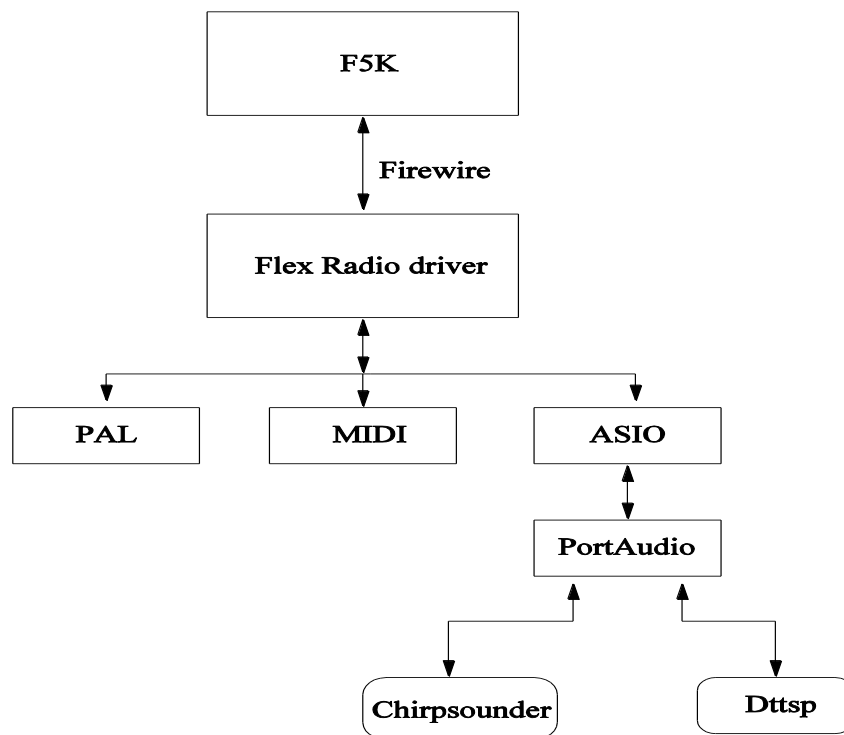 F5K
Firewire
Flex Radio driver
PAL
MIDI
ASIO
PortAudio
Chirpsounder
Dttsp